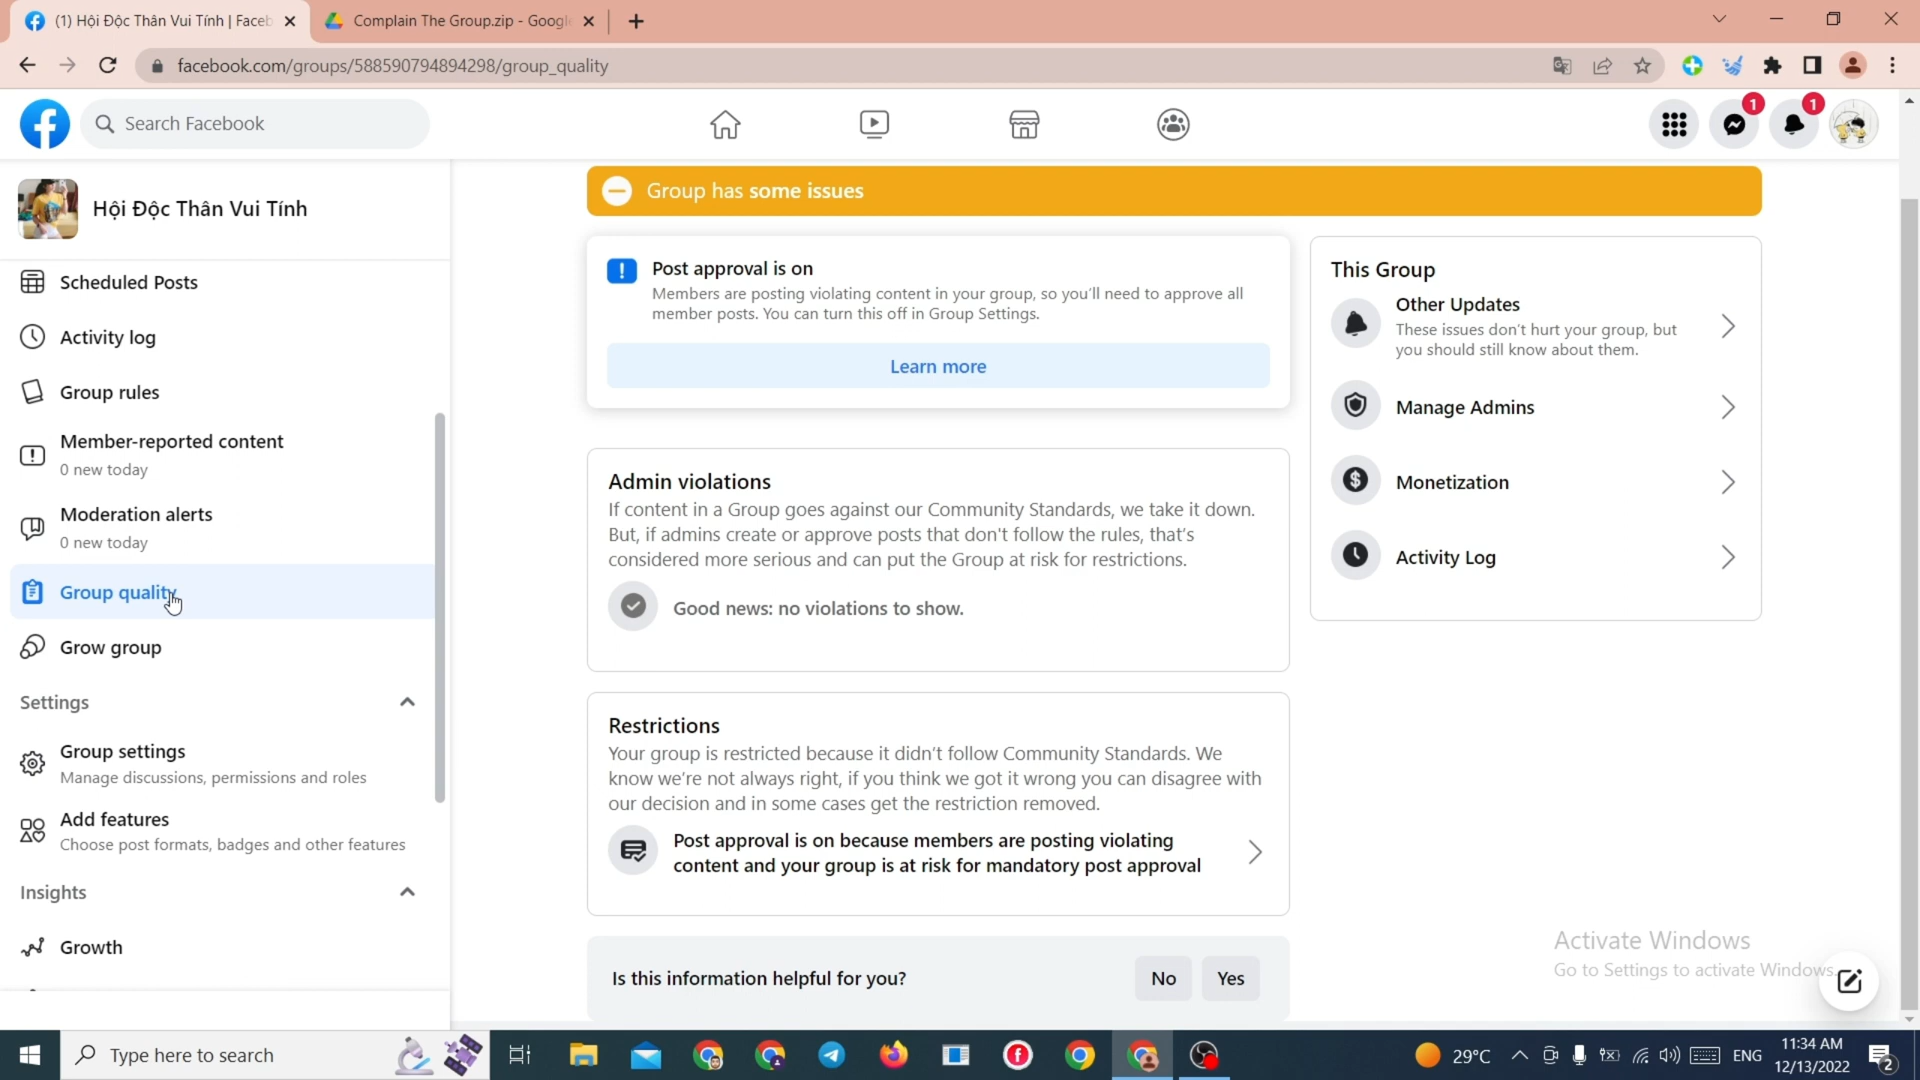 (1) Hội Độc Thân Vui Tính | Faceb
Complain The Group.zip - Google
facebook.com/groups/588590794894298/group_quality
Search Facebook
1
1
Hội Độc Thân Vui Tính
Scheduled Posts
Activity log
Group rules
Member-reported content
0 new today
Moderation alerts
0 new today
Group quality
Grow group
Settings
Group settings
Manage discussions, permissions and roles
Add features
Choose post formats, badges and other features
Insights
Growth
Group has some issues
Post approval is on
Members are posting violating content in your group, so you'll need to approve all
member posts. You can turn this off in Group Settings.
Learn more
Admin violations
If content in a Group goes against our Community Standards, we take it down.
But, if admins create or approve posts that don't follow the rules, that's
considered more serious and can put the Group at risk for restrictions.
Good news: no violations to show.
Restrictions
Your group is restricted because it didn't follow Community Standards. We
know we're not always right, if you think we got it wrong you can disagree with
our decision and in some cases get the restriction removed.
Post approval is on because members are posting violating
content and your group is at risk for mandatory post approval
Is this information helpful for you?
No
Yes
This Group
Other Updates
These issues don't hurt your group, but
you should still know about them.
Manage Admins
Monetization
Activity Log
Activate Windows
Go to Settings to activate Windows.
Type here to search
29°C
ENG
11:34 AM
12/13/2022
2